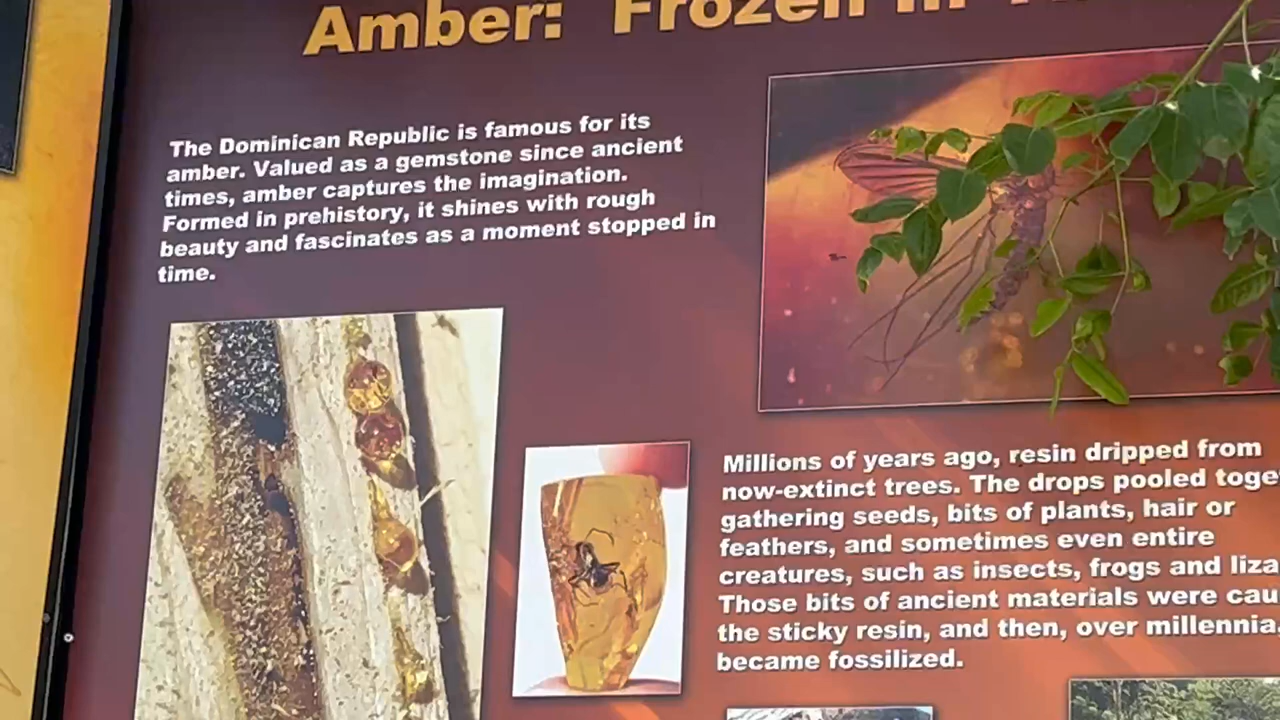 Amber: Frozen in
The Dominican Republic is famous for its
amber. Valued as a gemstone since ancient
times, amber captures the imagination.
Formed in prehistory, it shines with rough
beauty and fascinates as a moment stopped in
time.
Millions of years ago, resin dripped from
now-extinct trees. The drops pooled
gathering seeds, bits of plants, hair or
feathers, and sometimes even entire
creatures, such as insects, frogs and
Those bits of ancient materials were
the sticky resin, and then, over millennia,
became fossilized.